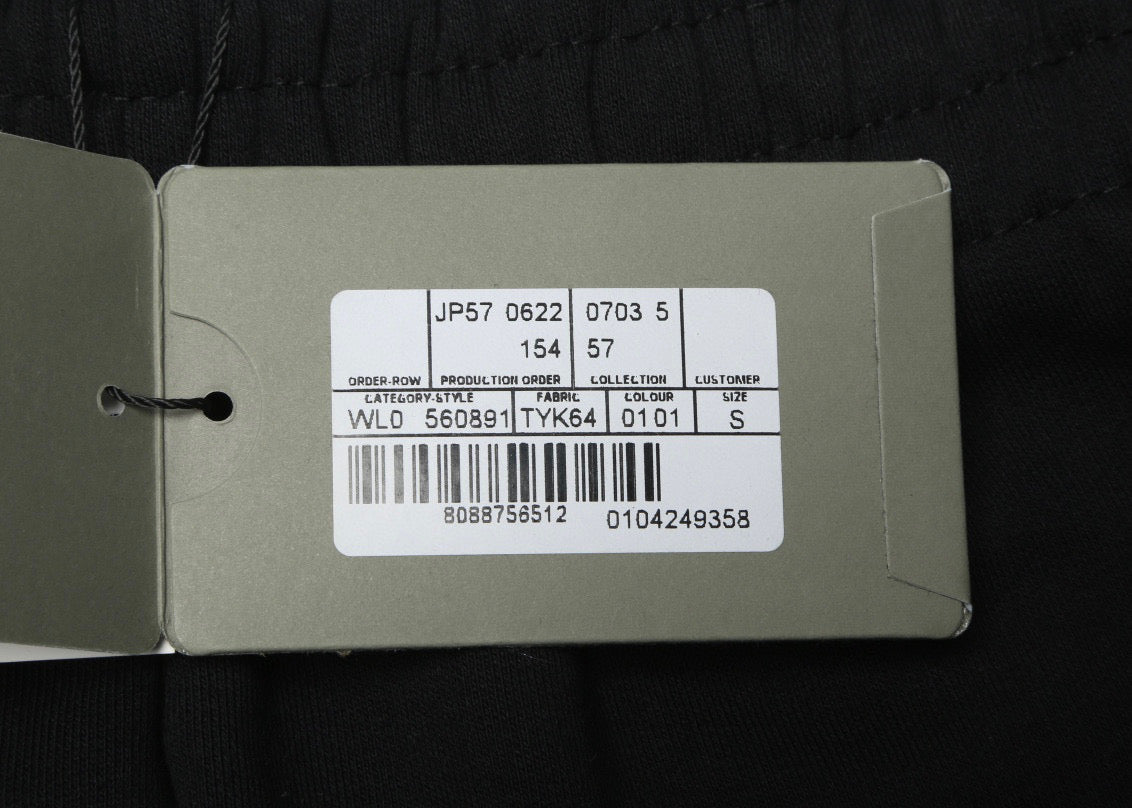 JP57 0622 0703 5
154 57
ORDER-ROW PRODUCTION ORDER COLLECTION CUSTOMER
CATEGORY-STYLE FABRIC COLOUR SIZE
WL0 560891 TYK64 0101 S
8088756512 0104249358